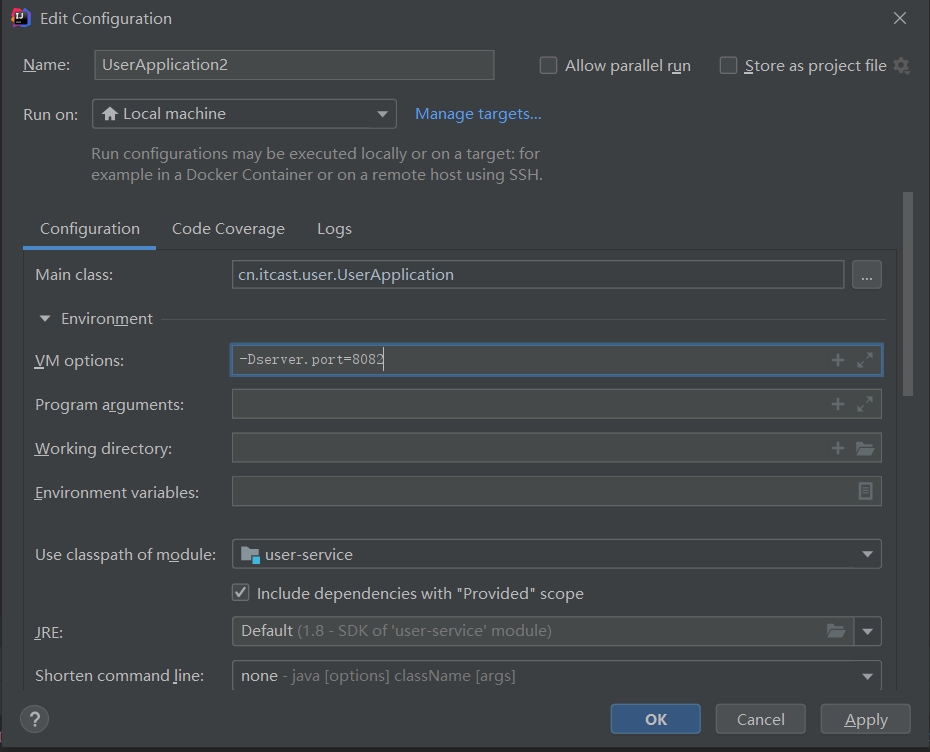 Edit Configuration
Name: UserApplication2 Allow parallel run Store as project file
Run on: Local machine Manage targets...
Run configurations may be executed locally or on a target: for
example in a Docker Container or on a remote host using SSH.
Configuration Code Coverage Logs
Main class: cn.itcast.user.UserApplication ...
Environment
VM options: -Dserver.port=8082
Program arguments:
Working directory:
Environment variables:
Use classpath of module: user-service
Include dependencies with "Provided" scope
JRE: Default (1.8 - SDK of 'user-service' module)
Shorten command line: none - java [options] className [args]
? OK Cancel Apply